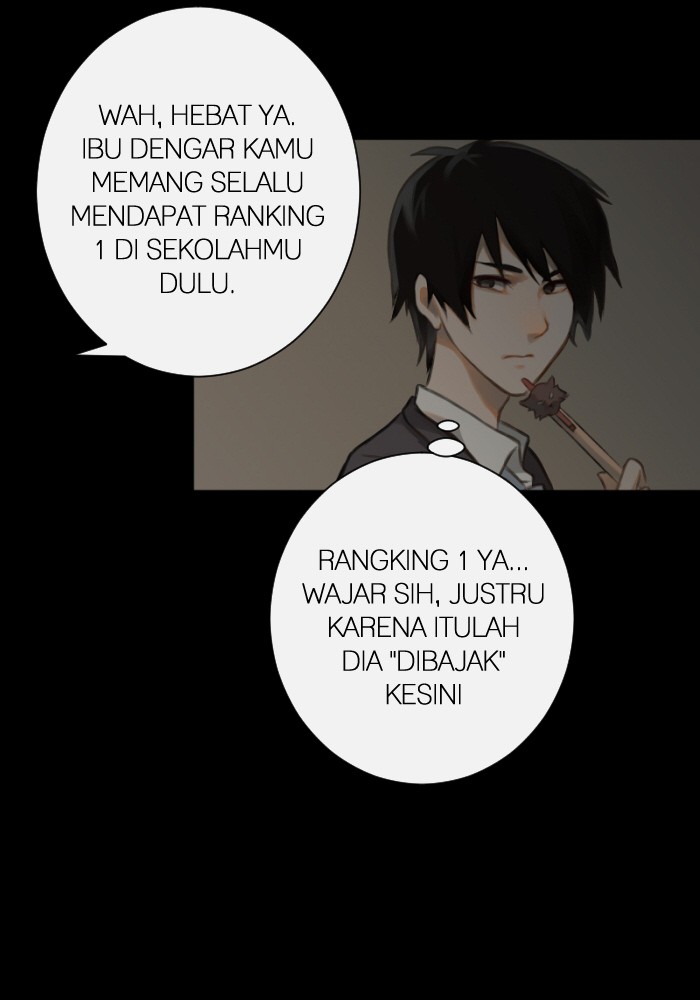 WAH, HEBAT YA.
IBU DENGAR KAMU
MEMANG SELALU
MENDAPAT RANKING
1 DI SEKOLAHMU
DULU.
RANGKING 1 YA...
WAJAR SIH, JUSTRU
KARENA ITULAH
DIA "DIBAJAK"
KESINI